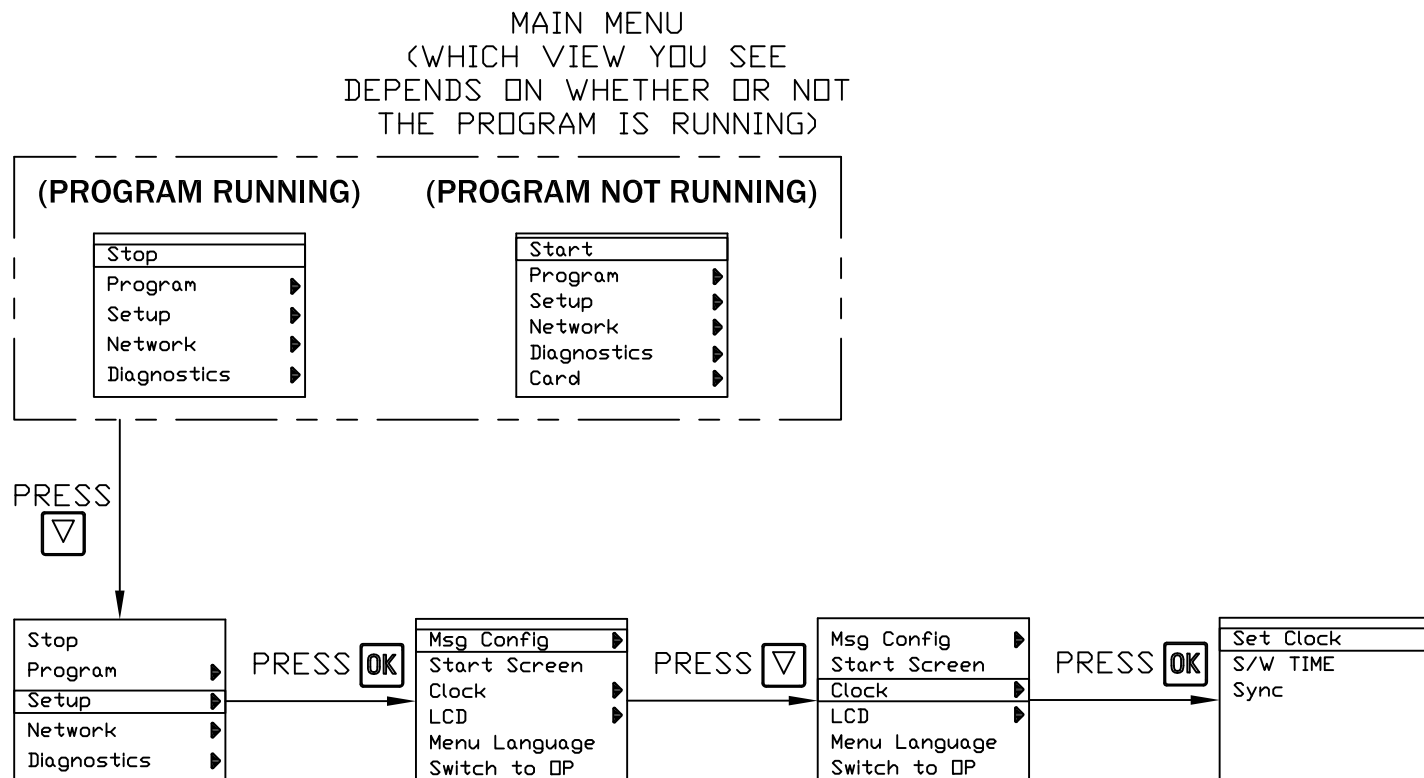 MAIN MENU
(WHICH VIEW YOU SEE
DEPENDS ON WHETHER OR NOT
THE PROGRAM IS RUNNING)
(PROGRAM RUNNING)
Stop
Program
Setup
Network
Diagnostics
(PROGRAM NOT RUNNING)
Start
Program
Setup
Network
Diagnostics
Card
PRESS
Stop
Program
Setup
Network
Diagnostics
PRESS OK
Msg Config
Start Screen
Clock
LCD
Menu Language
Switch to OP
PRESS
Msg Config
Start Screen
Clock
LCD
Menu Language
Switch to OP
PRESS OK
Set Clock
S/W TIME
Sync